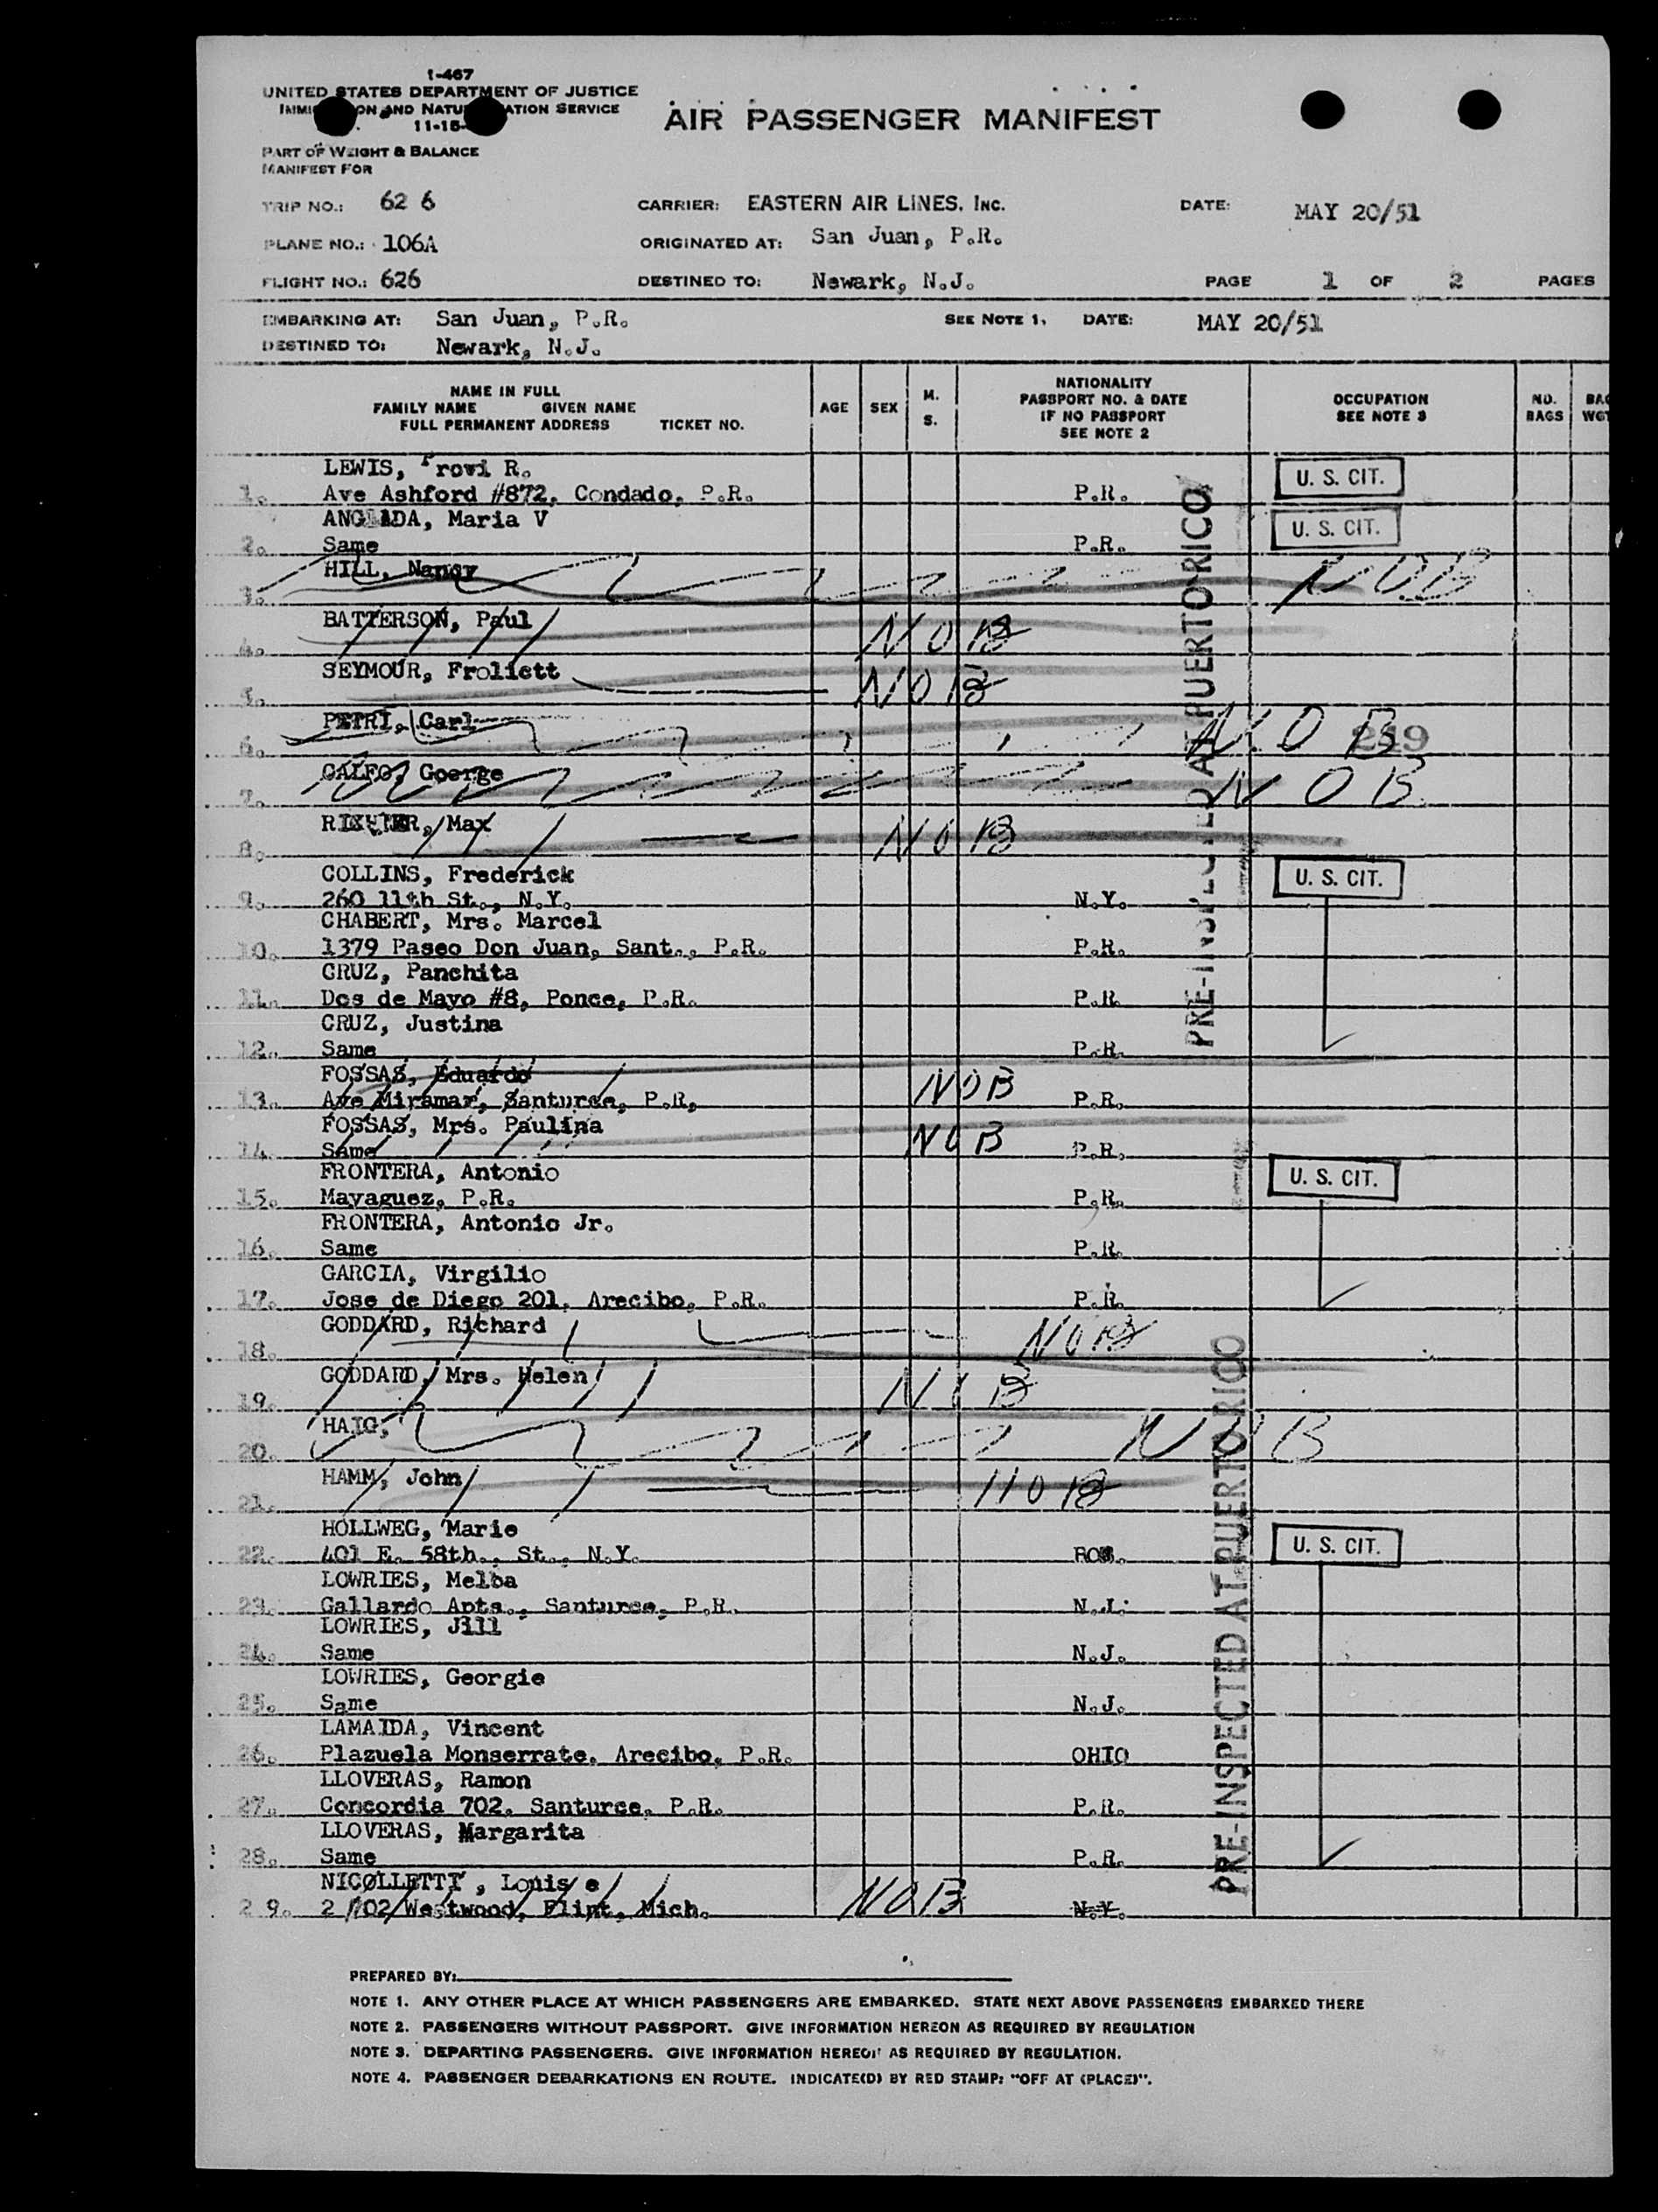 I-467
UNITED STATES DEPARTMENT OF JUSTICE
AND ATION SERVICE
11-18-
AIR PASSENGER MANIFEST
PART OF WEIGHT & BALANCE
MANIFEST FOR
TRIP NO.: 62 6 CARRIER: EASTERN AIR LINES, INC. DATE: MAY 20/51
PLANE NO.: 106A ORIGINATED AT: San Juan, P.R.
FLIGHT NO.: 626 DESTINED TO: Newark, N.J. PAGE 1 OF 2 PAGES
EMBARKING AT: San Juan, P.R. SEE NOTE 1, DATE: MAY 20/51
DESTINED TO: Newark, N.J.
NAME IN FULL
FAMILY NAME GIVEN NAME
FULL PERMANENT ADDRESS TICKET NO.
AGE
SEX
M.
S.
NATIONALITY
PASSPORT NO. & DATE
IF NO PASSPORT
SEE NOTE 2
OCCUPATION
SEE NOTE 3
NO.
BAGS
BAG
WGT
LEWIS, rovi R. U. S. CIT.
1. Ave Ashford #872, Condado, P.R. P.R.
ANGLADA, Maria V U. S. CIT.
2. Same P.R.
HILL, Nancy NOB
3.
BATTERSON, Paul NOB
4.
SEYMOUR, Froliett NOB
5.
PETRI, Carl NOB 249
6.
CALFO, Goerge NOB
7.
Max NOB
8.
COLLINS, Frederick U. S. CIT.
9. 260 11th St., N.Y. N.Y.
CHABERT, Mrs. Marcel
10. 1379 Paseo Don Juan, Sant., P.R. P.R.
CRUZ, Panchita
11. Dos de Mayo #8, Ponce, P.R. P.R.
CRUZ, Justina
12. Same P.R.
PRE-INSPECTED AT PUERTO RICO
FOSSAS, Eduardo NOB
13. Ave Miramar, Santurce, P.R. P.R.
FOSSAS, Mrs. Paulina NOB
14. Same P.R.
FRONTERA, Antonio U. S. CIT.
15. Mayaguez, P.R. P.R.
FRONTERA, Antonio Jr.
16. Same P.R.
GARCIA, Virgilio
17. Jose de Diego 201, Arecibo, P.R. P.R.
GODDARD, Richard NOB
18.
GODDARD, Mrs. Helen NOB
19.
HAIG, NOB
20.
HAMM, John NOB
21.
HOLLWEG, Marie U. S. CIT.
22. 401 E. 58th., St., N.Y.
LOWRIES, Melba
23. Gallardo Apts., Santurce, P.R. N.J.
LOWRIES, Jill
24. Same N.J.
LOWRIES, Georgie
25. Same N.J.
LAMAIDA, Vincent
26. Plazuela Monserrate, Arecibo, P.R. OHIO
LLOVERAS, Ramon
27. Concordia 702, Santurce, P.R. P.R.
LLOVERAS, Margarita
28. Same P.R.
PRE-INSPECTED AT PUERTO RICO
NICOLLETTI , Louis e NOB
2 9. Westwood, Flint, Mich. N.Y.
PREPARED BY:
NOTE 1. ANY OTHER PLACE AT WHICH PASSENGERS ARE EMBARKED. STATE NEXT ABOVE PASSENGERS EMBARKED THERE
NOTE 2. PASSENGERS WITHOUT PASSPORT. GIVE INFORMATION HEREON AS REQUIRED BY REGULATION
NOTE 3. DEPARTING PASSENGERS. GIVE INFORMATION HEREON AS REQUIRED BY REGULATION.
NOTE 4. PASSENGER DEBARKATIONS EN ROUTE. INDICATE(D) BY RED STAMP: "OFF AT (PLACE)".